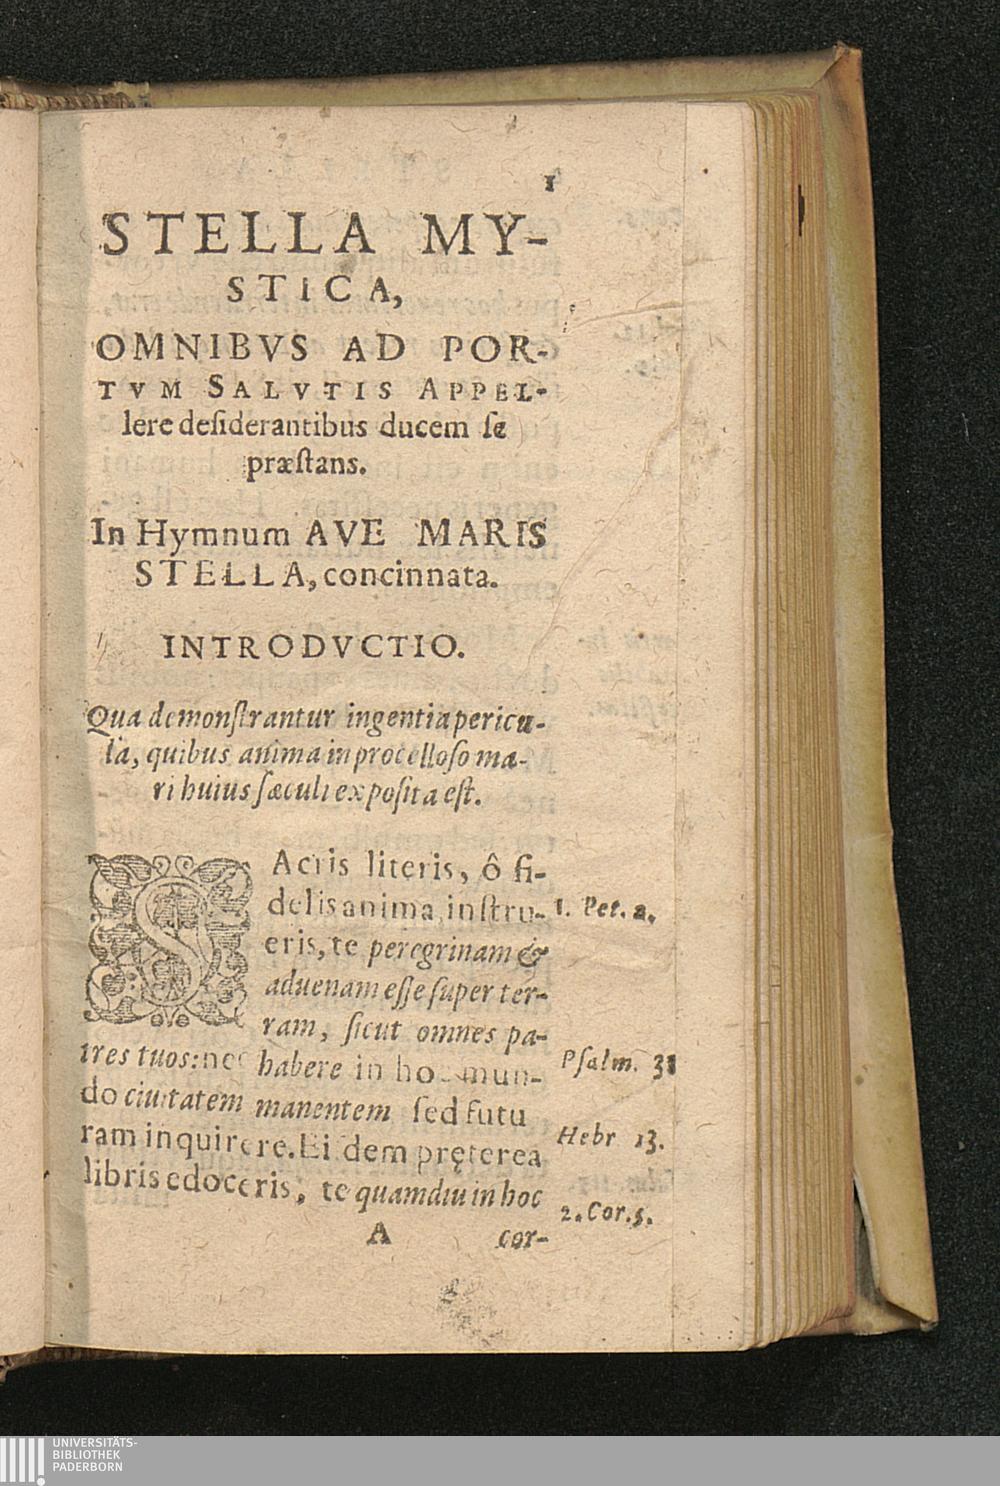 1
STELLA MY-
STICA,
OMNIBVS AD POR-
TVM SALVTIS APPEL-
lere desiderantibus ducem se
præstans.
In Hymnum AVE MARIS
STELLA, concinnata.
INTRODVCTIO.
Qua demonstrantur ingentia pericu-
la, quibus anima in procelloso ma-
ri huius sæculi exposita est.
SAcris literis, ô fi-
delis anima, instru-
eris, te peregrinam &
aduenam esse super ter-
ram, sicut omnes pa-
tres tuos: nec habere in ho mun-
do ciuitatem manentem sed futu
ram inquirere. Eisdem pręterea
libris edoceris, te quamdiu in hoc
A
cor-
1. Pet. 2.
Psalm. 38
Hebr 13.
2. Cor. 5.
UNIVERSITÄTS-
BIBLIOTHEK
PADERBORN